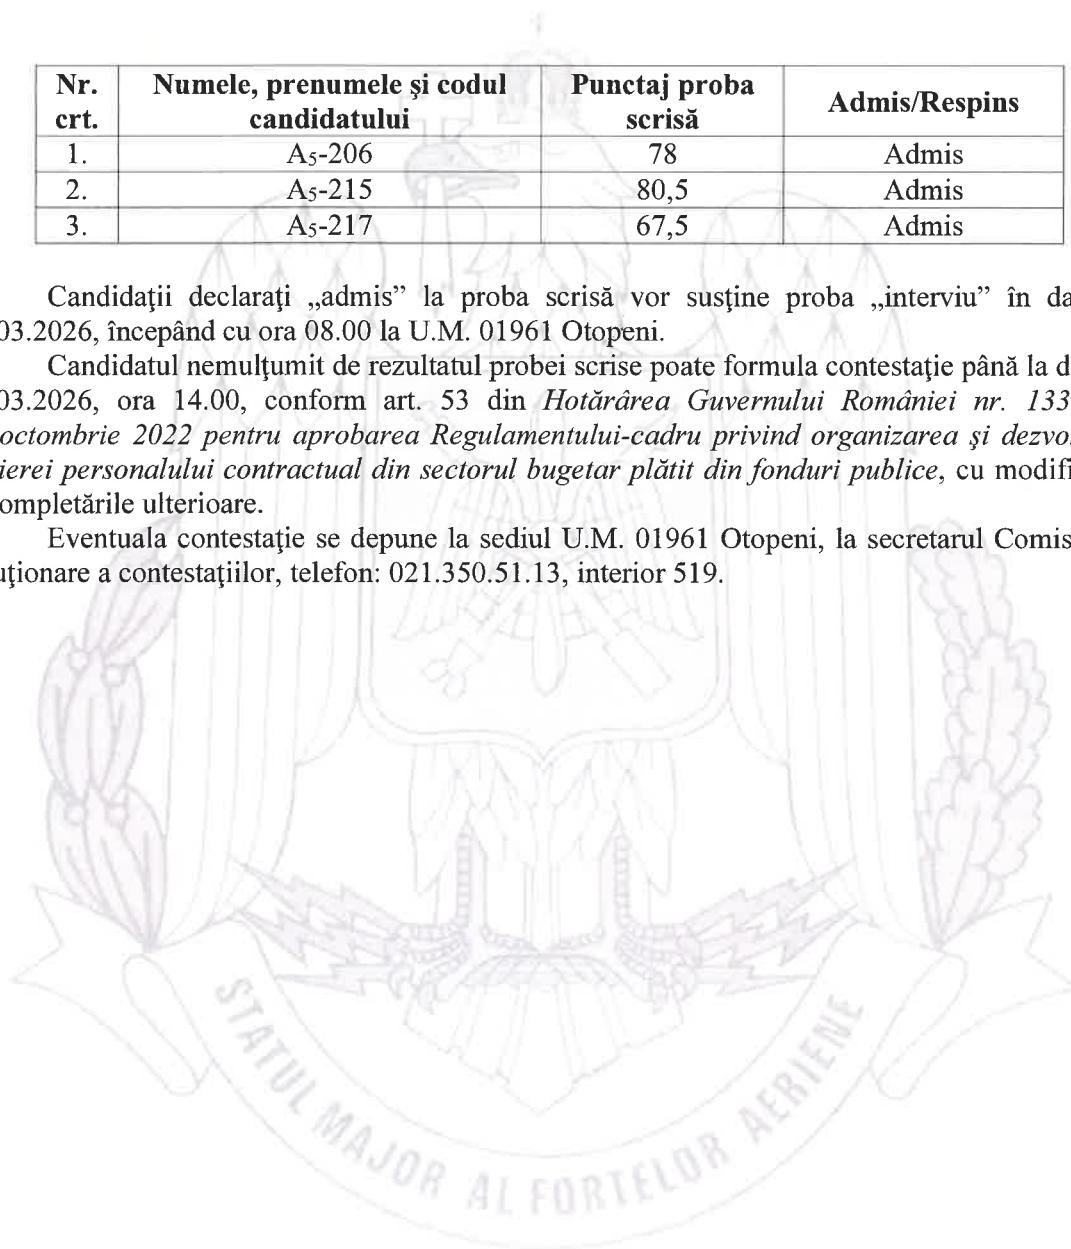 Nr. crt. Numele, prenumele şi codul candidatului Punctaj proba scrisă Admis/Respins
1. A5-206 78 Admis
2. A5-215 80,5 Admis
3. A5-217 67,5 Admis
Candidaţii declaraţi „admis” la proba scrisă vor susţine proba „interviu” în da
03.2026, începând cu ora 08.00 la U.M. 01961 Otopeni.
Candidatul nemulţumit de rezultatul probei scrise poate formula contestaţie până la d
03.2026, ora 14.00, conform art. 53 din Hotărârea Guvernului României nr. 133
octombrie 2022 pentru aprobarea Regulamentului-cadru privind organizarea şi dezvo
ierei personalului contractual din sectorul bugetar plătit din fonduri publice, cu modifi
ompletările ulterioare.
Eventuala contestaţie se depune la sediul U.M. 01961 Otopeni, la secretarul Comis
uţionare a contestaţiilor, telefon: 021.350.51.13, interior 519.
STATUL MAJOR AL FORTELOR AERIENE